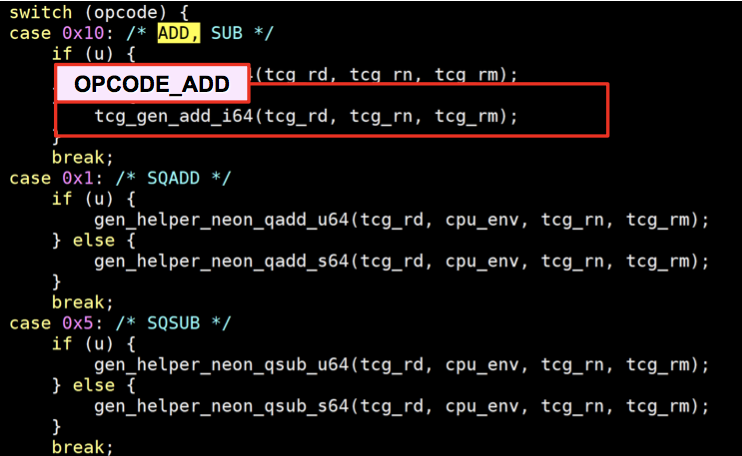 switch (opcode) {
case 0x10: /* ADD, SUB */
if (u) {
OPCODE_ADD
(tcg_rd, tcg_rn, tcg_rm);
tcg_gen_add_i64(tcg_rd, tcg_rn, tcg_rm);
}
break;
case 0x1: /* SQADD */
if (u) {
gen_helper_neon_qadd_u64(tcg_rd, cpu_env, tcg_rn, tcg_rm);
} else {
gen_helper_neon_qadd_s64(tcg_rd, cpu_env, tcg_rn, tcg_rm);
}
break;
case 0x5: /* SQSUB */
if (u) {
gen_helper_neon_qsub_u64(tcg_rd, cpu_env, tcg_rn, tcg_rm);
} else {
gen_helper_neon_qsub_s64(tcg_rd, cpu_env, tcg_rn, tcg_rm);
}
break;